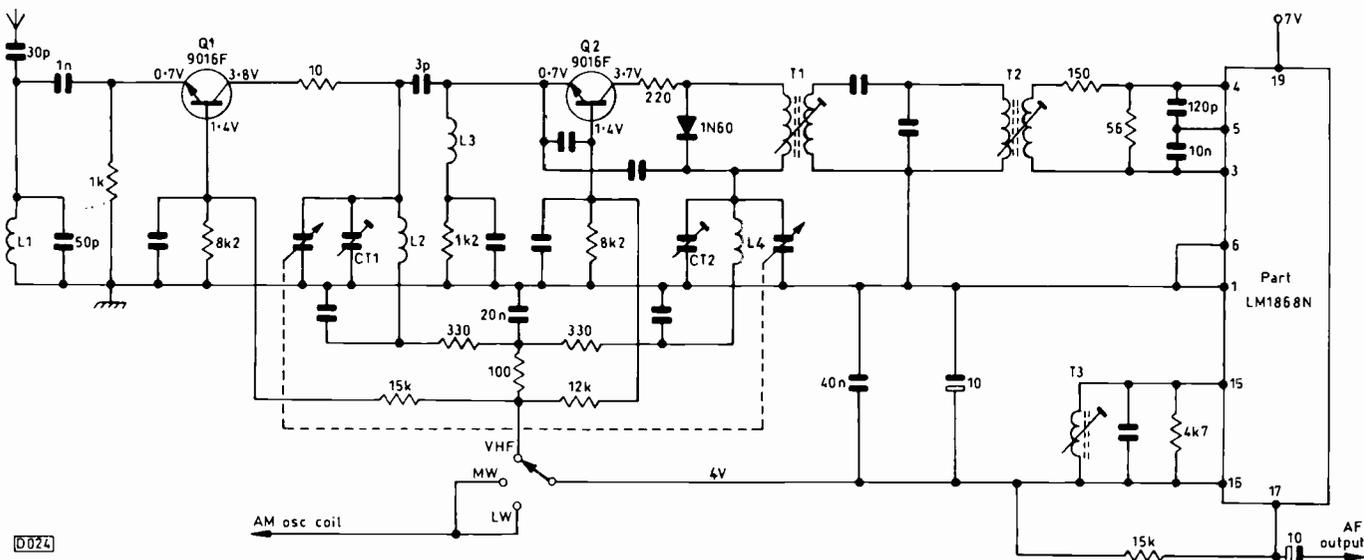 7V
30p
1n
Q1
9016F
0.7V
3.8V
10
1.4V
3p
Q2
9016F
0.7V
3.7V
220
1.4V
1N60
T1
T2
150
56
120p
10n
19
4
5
3
6
1
Part
LM1868N
1k
L1
50p
8k2
CT1
L2
L3
1k2
8k2
CT2
L4
20n
330
330
100
15k
12k
40n
10
T3
4k7
15
16
17
VHF
MW
LW
4V
AM osc coil
15k
10
AF
output
D024